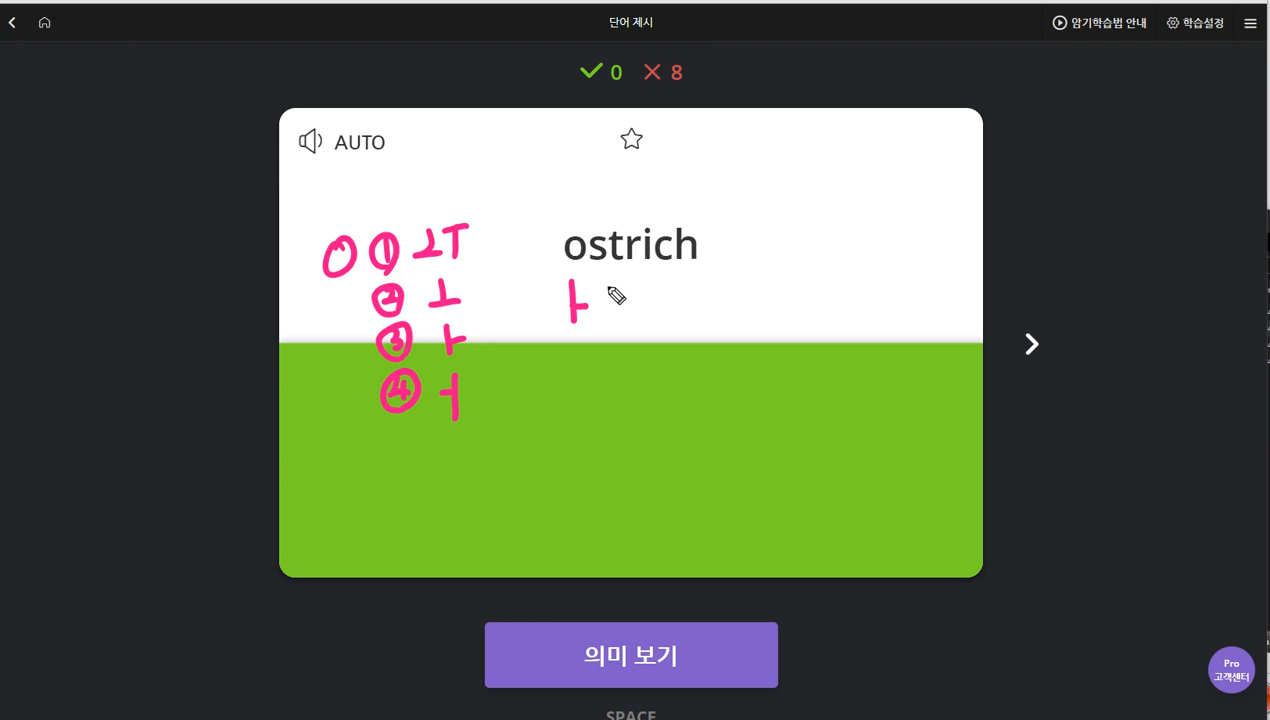 단어 제시
암기학습법 안내
학습설정
0
8
AUTO
ostrich
O ① ㅗㅜ
② ㅗ
③ ㅏ
④ ㅓ
ㅏ
의미 보기
SPACE
Pro
고객센터